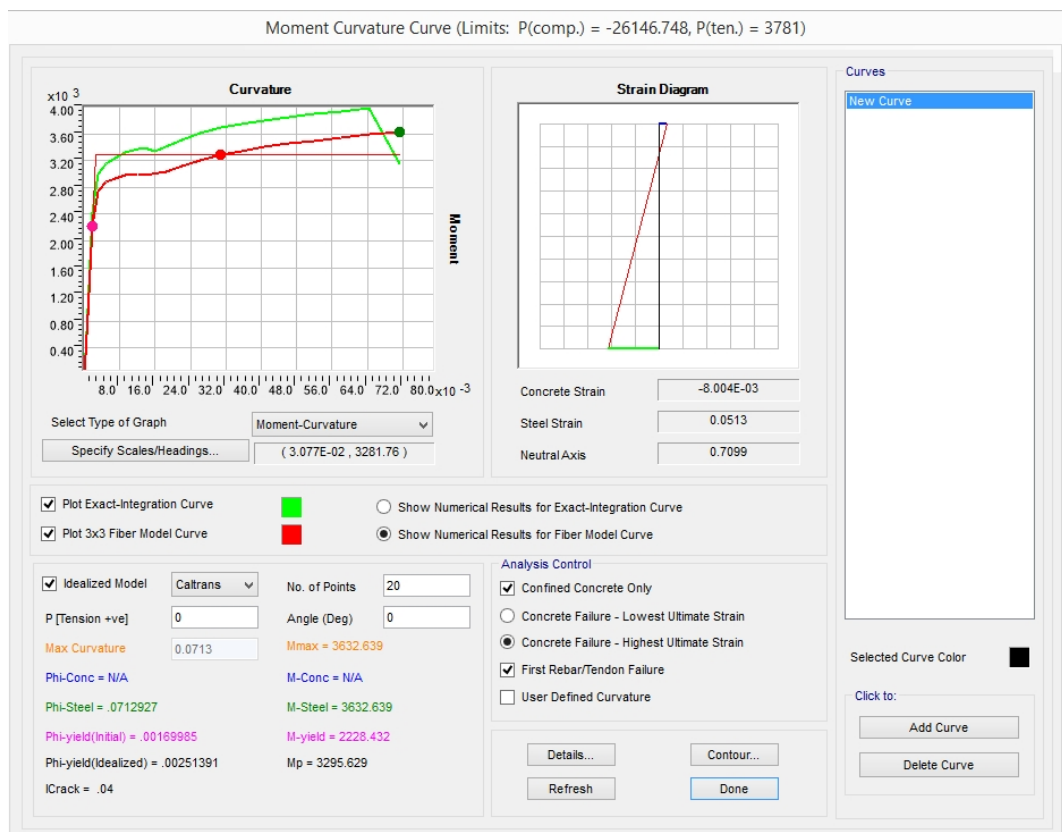 Moment Curvature Curve (Limits:  P(comp.) = -26146.748, P(ten.) = 3781)
Curvature
x10 3
4.00
3.60
3.20
2.80
2.40
2.00
1.60
1.20
0.80
0.40
Moment
8.0 16.0 24.0 32.0 40.0 48.0 56.0 64.0 72.0 80.0 x10 -3
Select Type of Graph
Moment-Curvature
Specify Scales/Headings...
( 3.077E-02 , 3281.76 )
Strain Diagram
Concrete Strain
-8.004E-03
Steel Strain
0.0513
Neutral Axis
0.7099
Curves
New Curve
Plot Exact-Integration Curve
Show Numerical Results for Exact-Integration Curve
Plot 3x3 Fiber Model Curve
Show Numerical Results for Fiber Model Curve
Idealized Model
Caltrans
No. of Points
20
P [Tension +ve]
0
Angle (Deg)
0
Max Curvature
0.0713
Mmax = 3632.639
Phi-Conc = N/A
M-Conc = N/A
Phi-Steel = .0712927
M-Steel = 3632.639
Phi-yield(Initial) = .00169985
M-yield = 2228.432
Phi-yield(Idealized) = .00251391
Mp = 3295.629
ICrack =  .04
Analysis Control
Confined Concrete Only
Concrete Failure - Lowest Ultimate Strain
Concrete Failure - Highest Ultimate Strain
First Rebar/Tendon Failure
User Defined Curvature
Details...
Contour...
Refresh
Done
Selected Curve Color
Click to:
Add Curve
Delete Curve